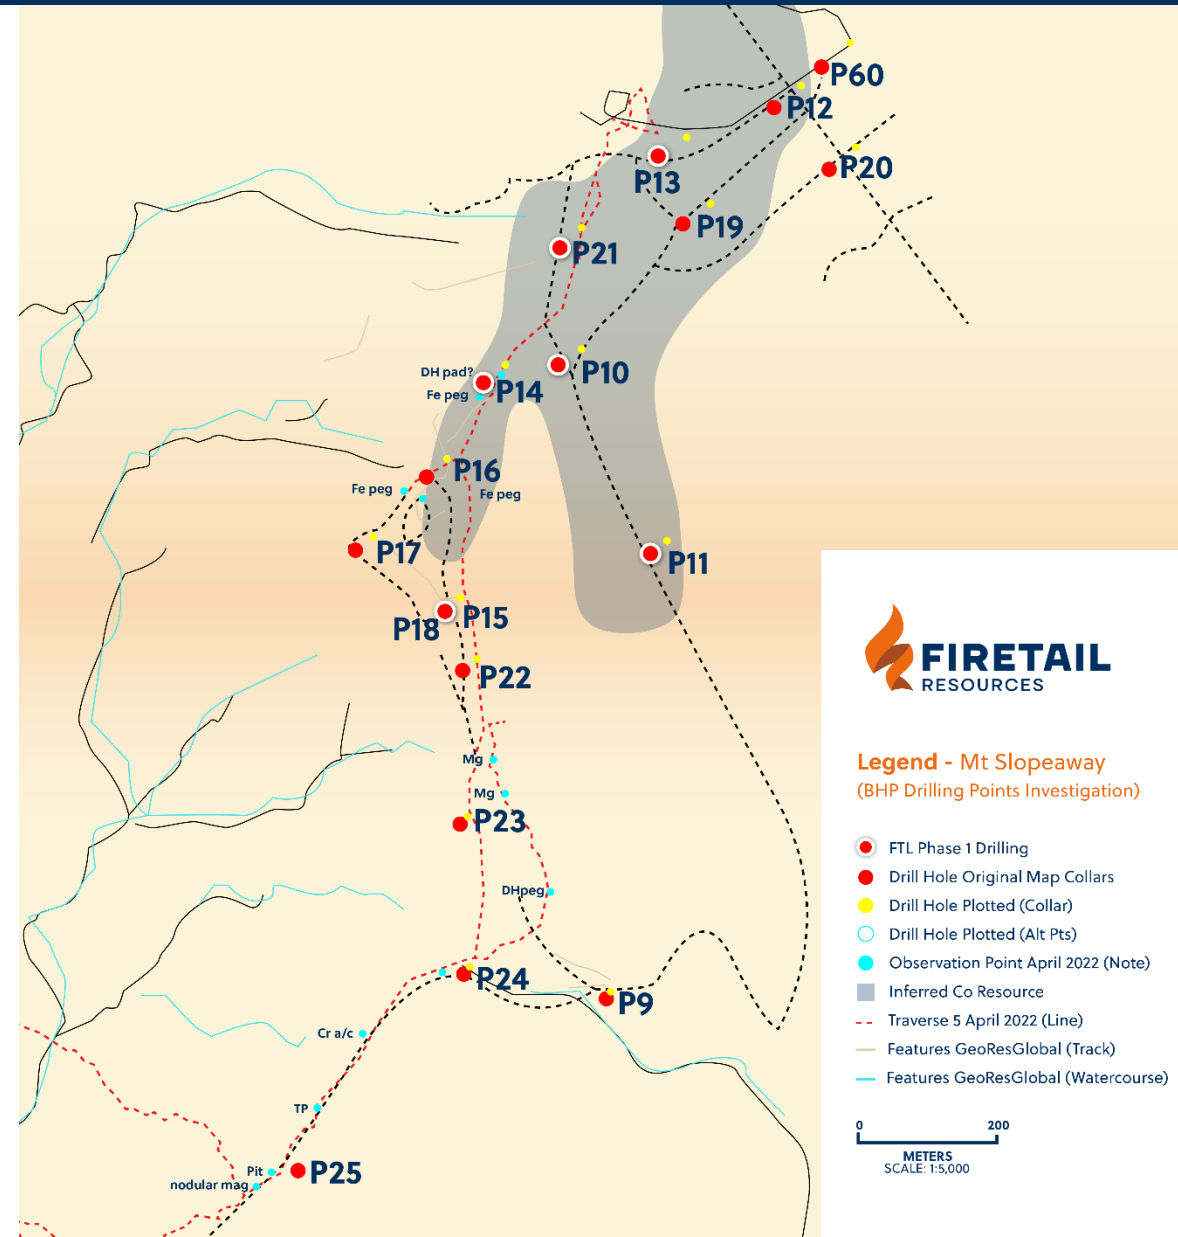 P60
P12
P20
P13
P19
P21
DH pad?
P10
Fe peg
P14
P16
Fe peg
Fe peg
P17
P11
P15
P18
P22
Mg
Mg
P23
DHpeg
P24
P9
Cr a/c
TP
Pit
P25
nodular mag
FIRETAIL
RESOURCES
Legend - Mt Slopeaway
(BHP Drilling Points Investigation)
FTL Phase 1 Drilling
Drill Hole Original Map Collars
Drill Hole Plotted (Collar)
Drill Hole Plotted (Alt Pts)
Observation Point April 2022 (Note)
Inferred Co Resource
Traverse 5 April 2022 (Line)
Features GeoResGlobal (Track)
Features GeoResGlobal (Watercourse)
0 200
METERS
SCALE: 1:5,000